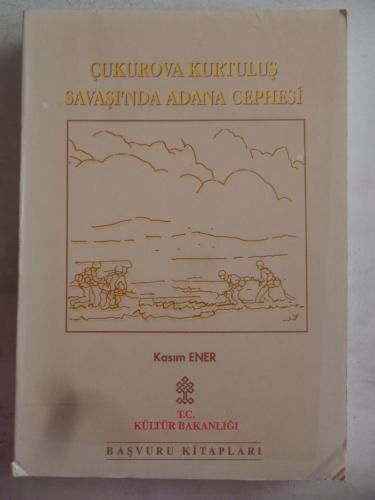 ÇUKUROVA KURTULUŞ
SAVAŞI'NDA ADANA CEPHESİ
Kasım ENER
T.C.
KÜLTÜR BAKANLIĞI
BAŞVURU KİTAPLARI